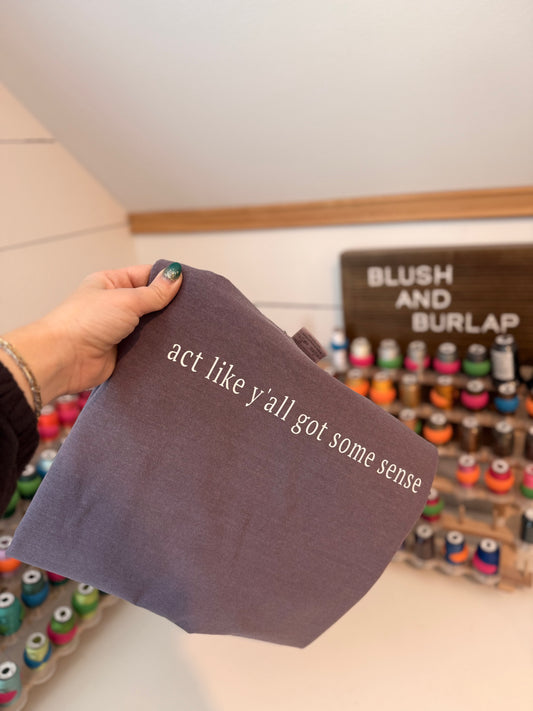 BLUSH
AND
BURLAP
act like y'all got some sense